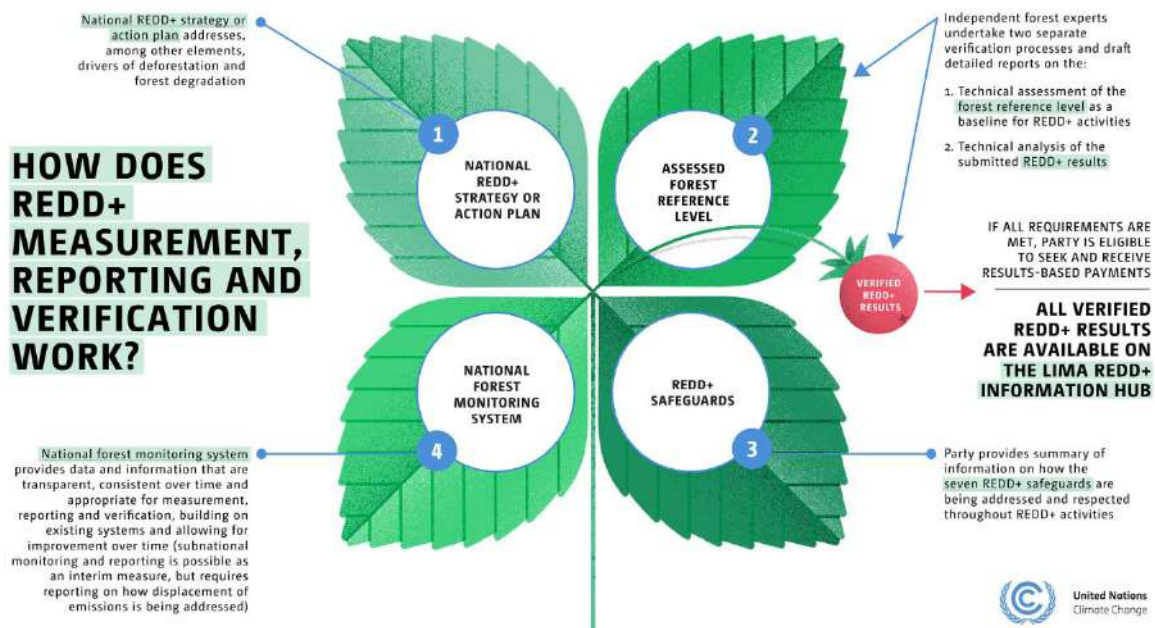 National REDD+ strategy or
action plan addresses,
among other elements,
drivers of deforestation and
forest degradation
HOW DOES
REDD+
MEASUREMENT,
REPORTING AND
VERIFICATION
WORK?
1
NATIONAL
REDD+
STRATEGY OR
ACTION PLAN
2
ASSESSED
FOREST
REFERENCE
LEVEL
Independent forest experts
undertake two separate
verification processes and draft
detailed reports on the:
1. Technical assessment of the
forest reference level as a
baseline for REDD+ activities
2. Technical analysis of the
submitted REDD+ results
VERIFIED
REDD+
RESULTS
IF ALL REQUIREMENTS ARE
MET, PARTY IS ELIGIBLE
TO SEEK AND RECEIVE
RESULTS-BASED PAYMENTS
ALL VERIFIED
REDD+ RESULTS
ARE AVAILABLE ON
THE LIMA REDD+
INFORMATION HUB
NATIONAL
FOREST
MONITORING
SYSTEM
4
REDD+
SAFEGUARDS
3
National forest monitoring system
provides data and information that are
transparent, consistent over time and
appropriate for measurement,
reporting and verification, building on
existing systems and allowing for
improvement over time (subnational
monitoring and reporting is possible as
an interim measure, but requires
reporting on how displacement of
emissions is being addressed)
Party provides summary of
information on how the
seven REDD+ safeguards are
being addressed and respected
throughout REDD+ activities
United Nations
Climate Change